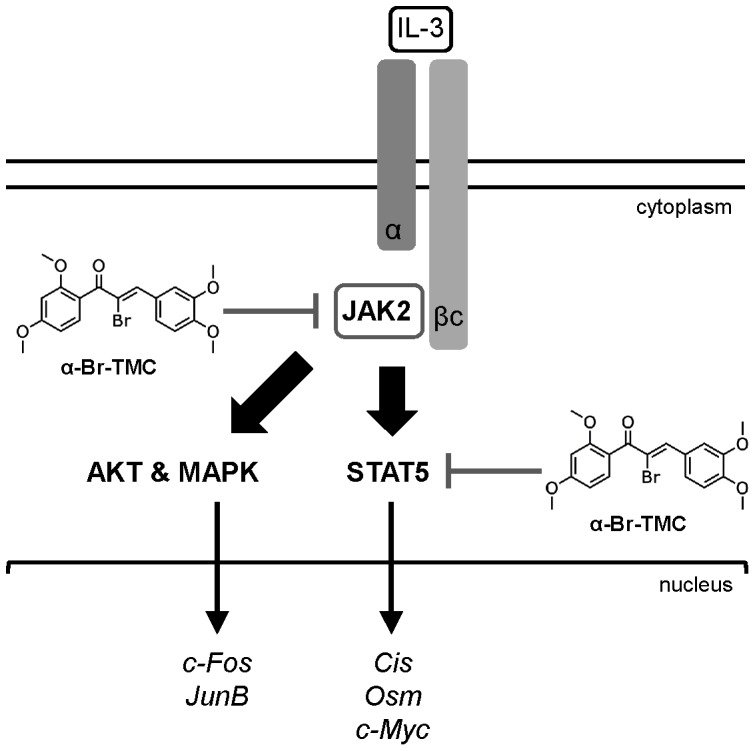 IL-3
cytoplasm
α
O
O
O
O
O
Br
α-Br-TMC
JAK2
βc
AKT & MAPK
STAT5
O
O
O
O
O
Br
α-Br-TMC
nucleus
c-Fos
JunB
Cis
Osm
c-Myc